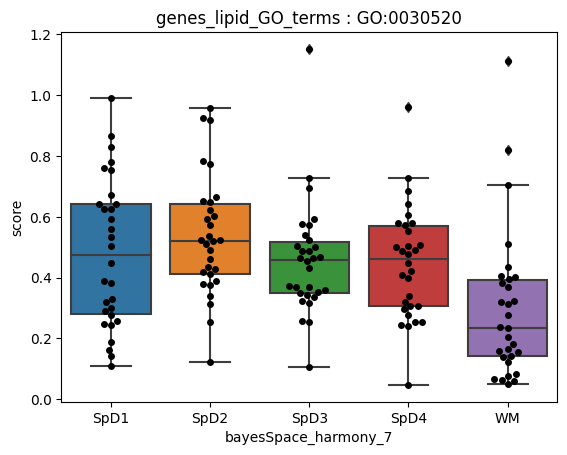 genes_lipid_GO_terms : GO:0030520
1.2
1.0
0.8
0.6
0.4
0.2
0.0
score
SpD1 SpD2 SpD3 SpD4 WM
bayesSpace_harmony_7